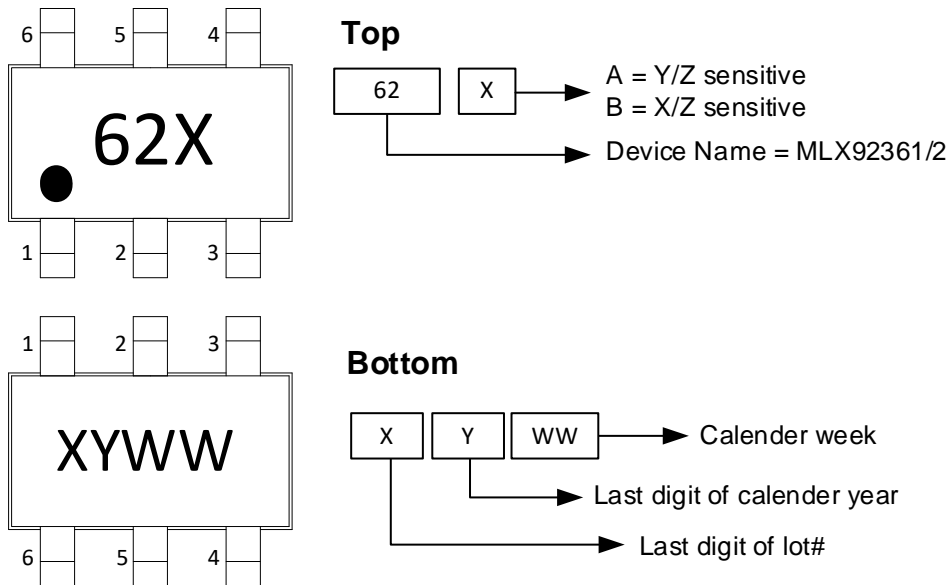 6 5 4
62X
1 2 3
Top
62 X
A = Y/Z sensitive
B = X/Z sensitive
Device Name = MLX92361/2
1 2 3
XYWW
6 5 4
Bottom
X Y WW
Calender week
Last digit of calender year
Last digit of lot#